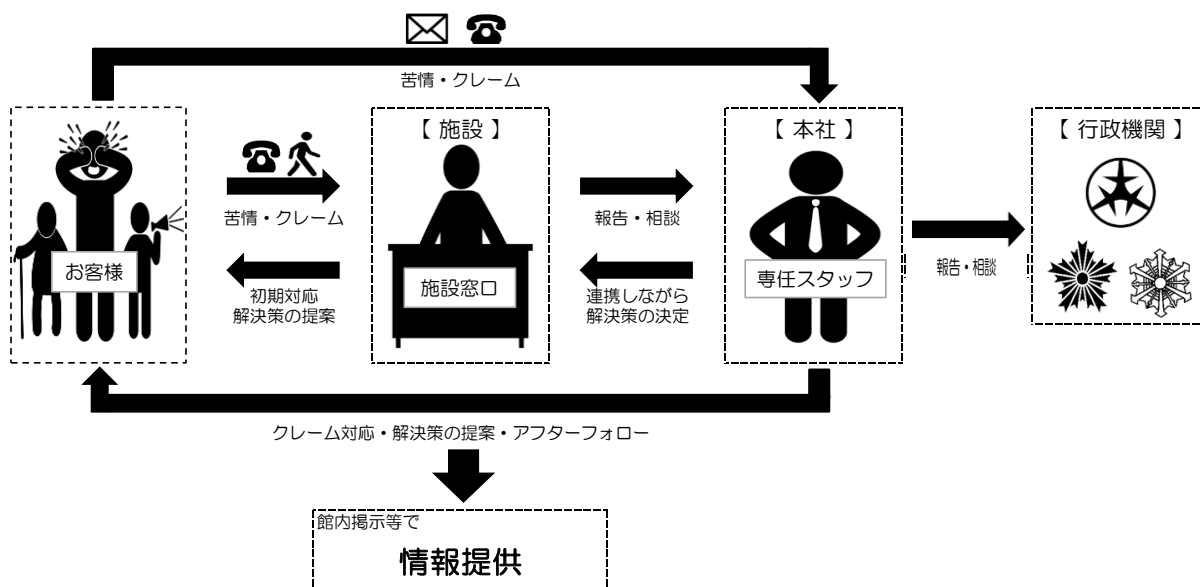 苦情・クレーム
【 施設 】
【 本社 】
【 行政機関 】
苦情・クレーム
報告・相談
報告・相談
お客様
施設窓口
専任スタッフ
初期対応
解決策の提案
連携しながら
解決策の決定
クレーム対応・解決策の提案・アフターフォロー
館内掲示等で
情報提供